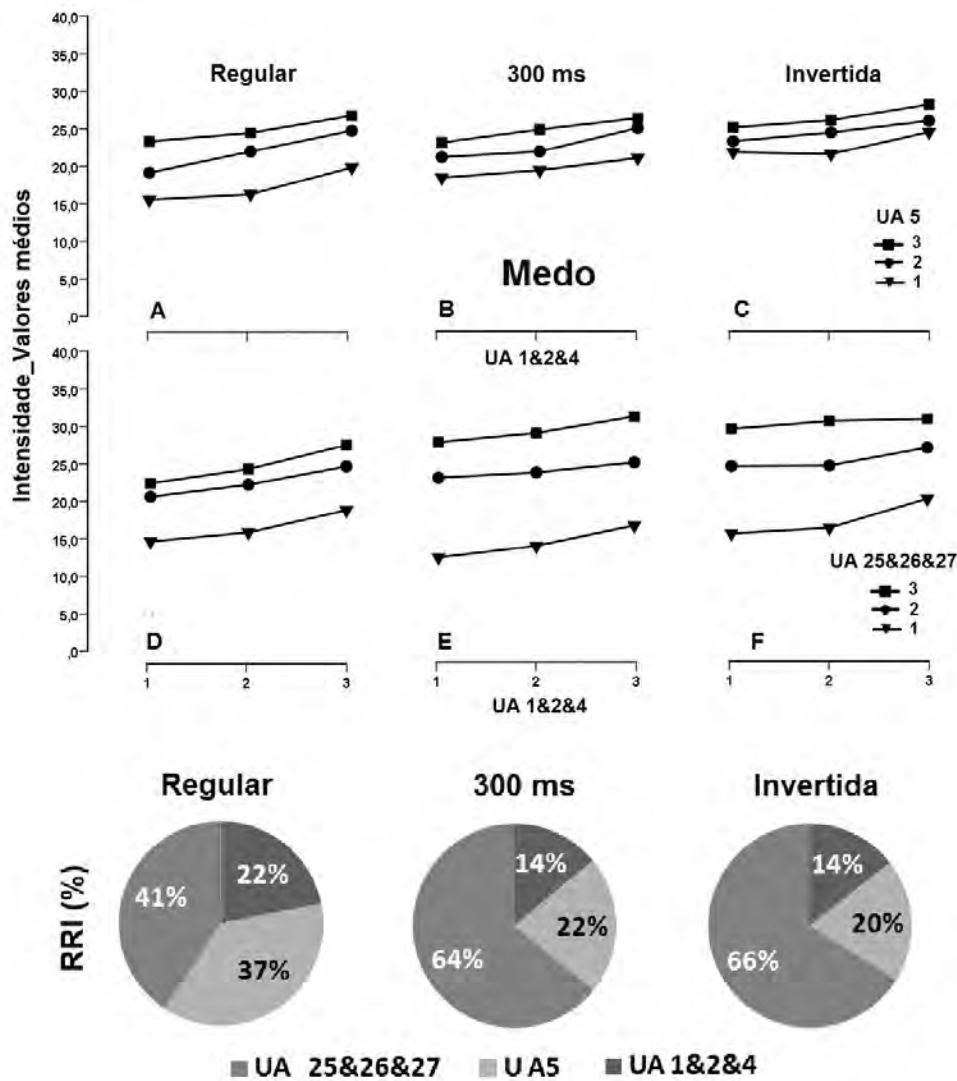 40,0
35,0
30,0
25,0
20,0
15,0
10,0
5,0
,0
Intensidade_Valores médios
Regular 300 ms Invertida
UA 5
3
2
1
Medo
A B C
UA 1&2&4
40,0
35,0
30,0
25,0
20,0
15,0
10,0
5,0
,0
UA 25&26&27
3
2
1
D E F
1 2 3 1 2 3 1 2 3
UA 1&2&4
Regular 300 ms Invertida
RRI (%)
41% 22% 37%
14% 22% 64%
14% 20% 66%
UA 25&26&27 U A5 UA 1&2&4